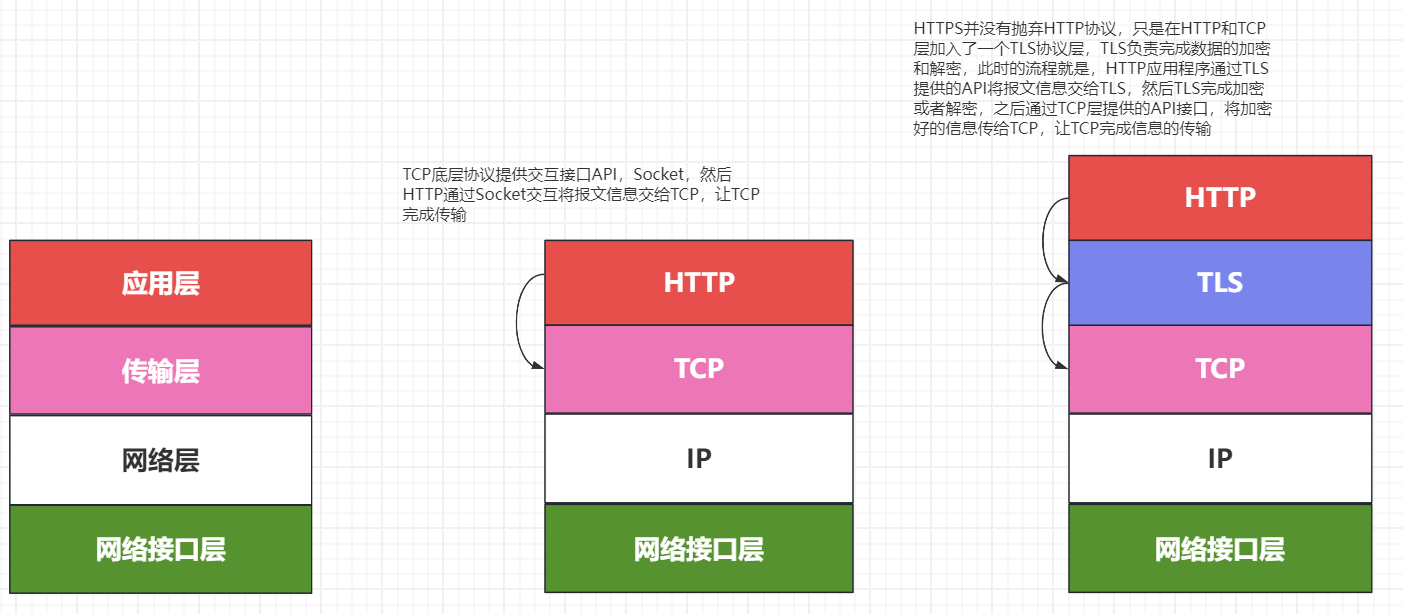 HTTPS并没有抛弃HTTP协议，只是在HTTP和TCP
层加入了一个TLS协议层，TLS负责完成数据的加密
和解密，此时的流程就是，HTTP应用程序通过TLS
提供的API将报文信息交给TLS，然后TLS完成加密
或者解密，之后通过TCP层提供的API接口，将加密
好的信息传给TCP，让TCP完成信息的传输
TCP底层协议提供交互接口API，Socket，然后
HTTP通过Socket交互将报文信息交给TCP，让TCP
完成传输
应用层
传输层
网络层
网络接口层
HTTP
TCP
IP
网络接口层
HTTP
TLS
TCP
IP
网络接口层